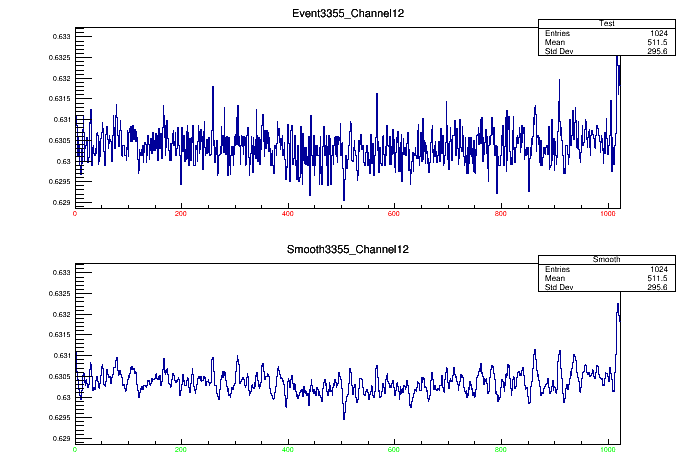 Event3355_Channel12
Test
Entries 1024
Mean 511.5
Std Dev 295.6
0.633
0.6325
0.632
0.6315
0.631
0.6305
0.63
0.6295
0.629
0 200 400 600 800 1000
Smooth3355_Channel12
Smooth
Entries 1024
Mean 511.5
Std Dev 295.6
0.633
0.6325
0.632
0.6315
0.631
0.6305
0.63
0.6295
0.629
0 200 400 600 800 1000